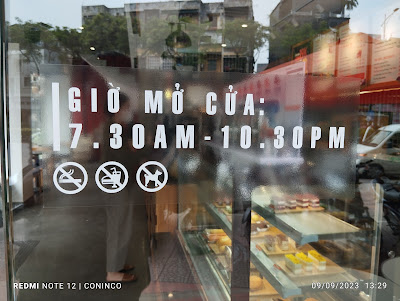 GIỜ MỞ CỬA:
7.30AM-10.30PM
REDMI NOTE 12 | CONINCO
09/09/2023 13:29